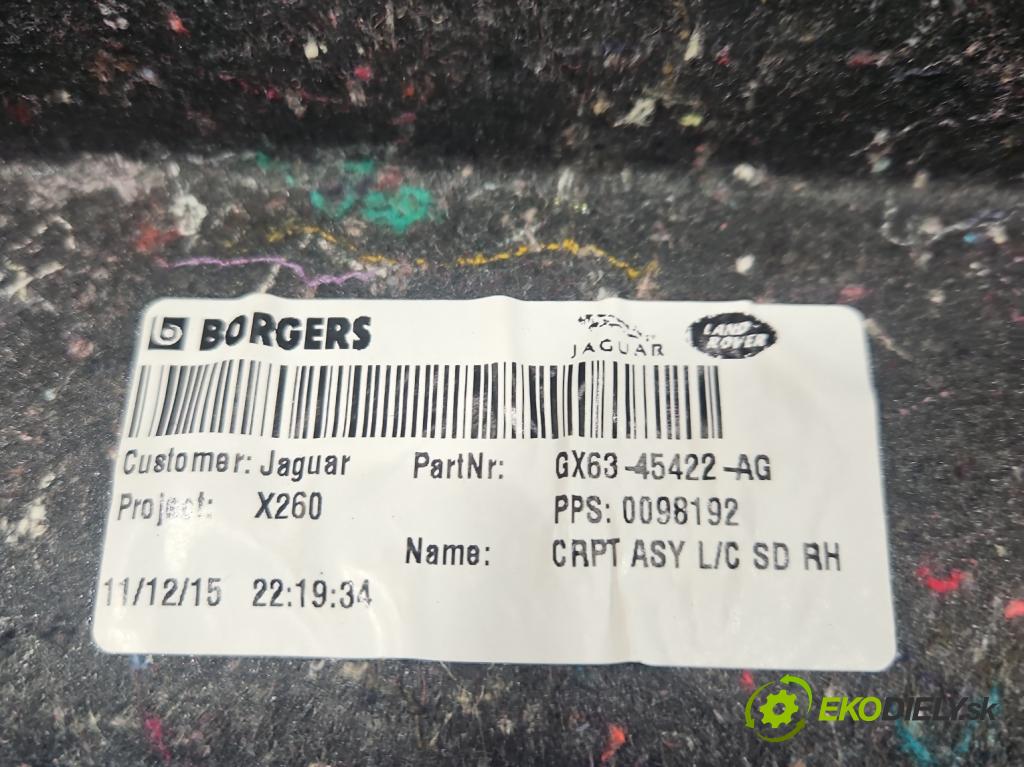 BORGERS
JAGUAR
LAND-
ROVER
Customer: Jaguar PartNr: GX63-45422-AG
Project: X260 PPS: 0098192
Name: CRPT ASY L/C SD RH
11/12/15 22:19:34
EKODIELY.sk